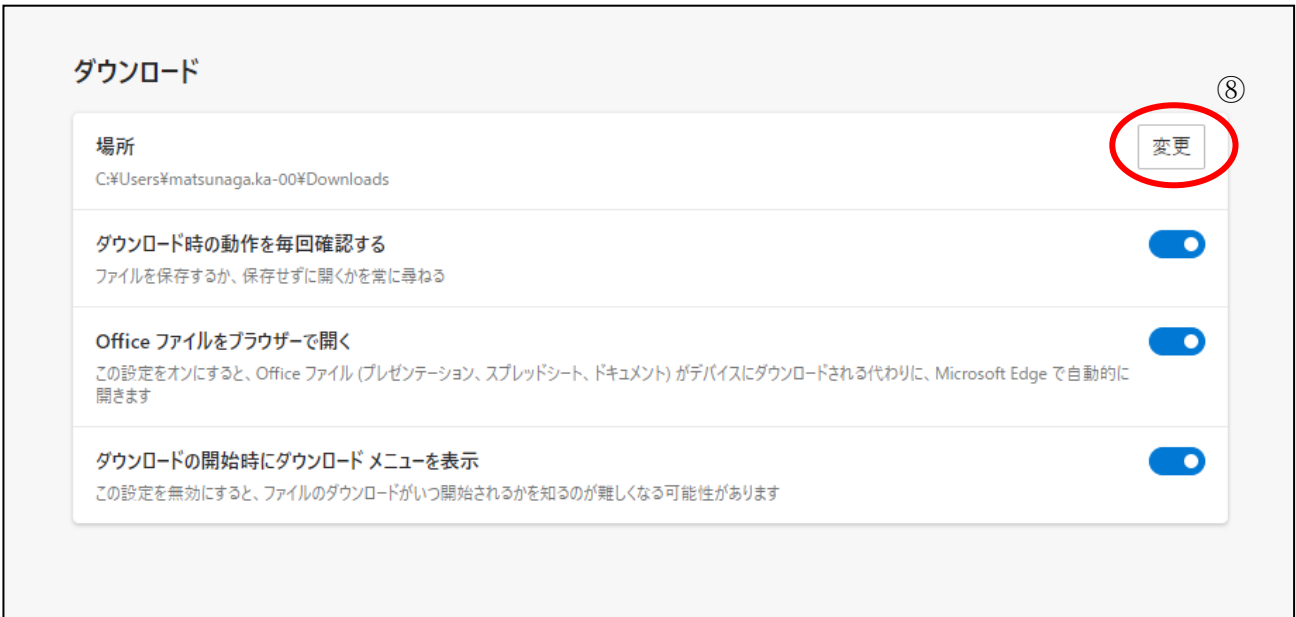 ダウンロード
⑧
場所
変更
C:¥Users¥matsunaga.ka-00¥Downloads
ダウンロード時の動作を毎回確認する
ファイルを保存するか、保存せずに開くかを常に尋ねる
Office ファイルをブラウザーで開く
この設定をオンにすると、Office ファイル (プレゼンテーション、スプレッドシート、ドキュメント) がデバイスにダウンロードされる代わりに、Microsoft Edge で自動的に
開きます
ダウンロードの開始時にダウンロード メニューを表示
この設定を無効にすると、ファイルのダウンロードがいつ開始されるかを知るのが難しくなる可能性があります